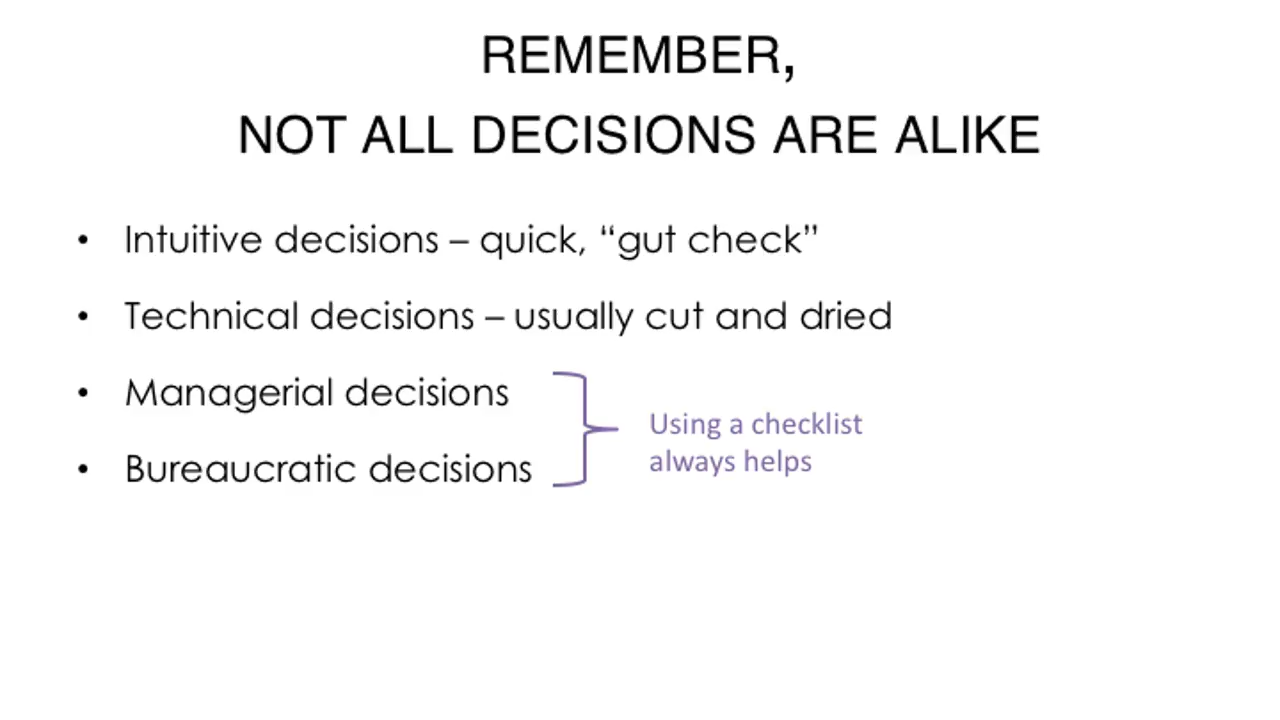 REMEMBER,
NOT ALL DECISIONS ARE ALIKE
• Intuitive decisions – quick, “gut check”
• Technical decisions – usually cut and dried
• Managerial decisions
• Bureaucratic decisions
Using a checklist
always helps